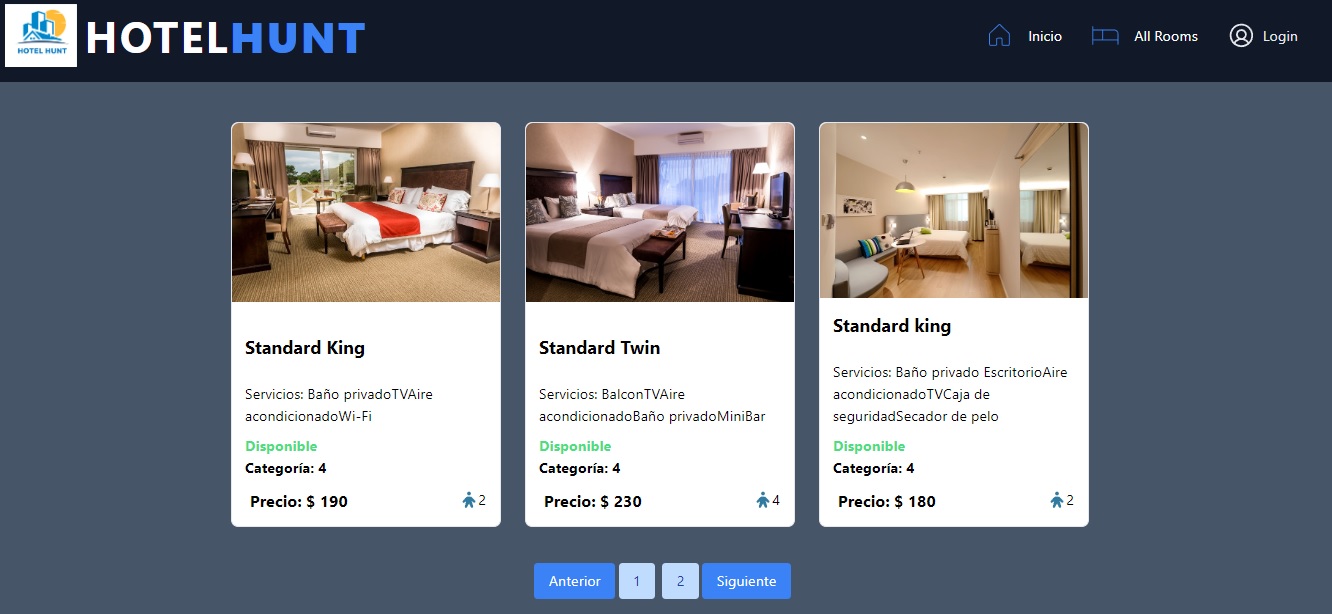 HOTEL HUNT
HOTELHUNT
Inicio
All Rooms
Login
Standard King
Servicios: Baño privadoTVAire
acondicionadoWi-Fi
Disponible
Categoría: 4
Precio: $ 190
2
Standard Twin
Servicios: BalconTVAire
acondicionadoBaño privadoMiniBar
Disponible
Categoría: 4
Precio: $ 230
4
Standard king
Servicios: Baño privado EscritorioAire
acondicionadoTVCaja de
seguridadSecador de pelo
Disponible
Categoría: 4
Precio: $ 180
2
Anterior
1
2
Siguiente